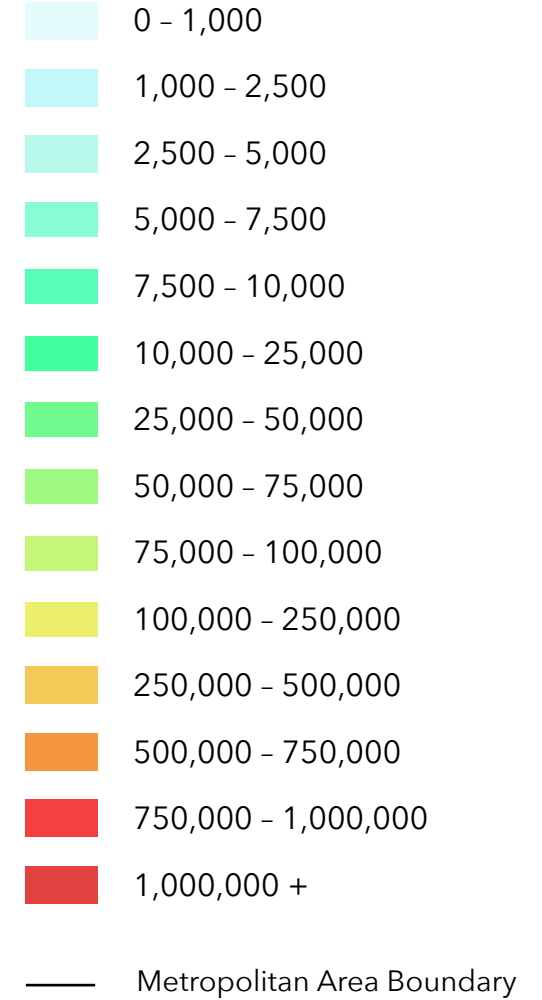 0 – 1,000
1,000 – 2,500
2,500 – 5,000
5,000 – 7,500
7,500 – 10,000
10,000 – 25,000
25,000 – 50,000
50,000 – 75,000
75,000 – 100,000
100,000 – 250,000
250,000 – 500,000
500,000 – 750,000
750,000 – 1,000,000
1,000,000 +
Metropolitan Area Boundary